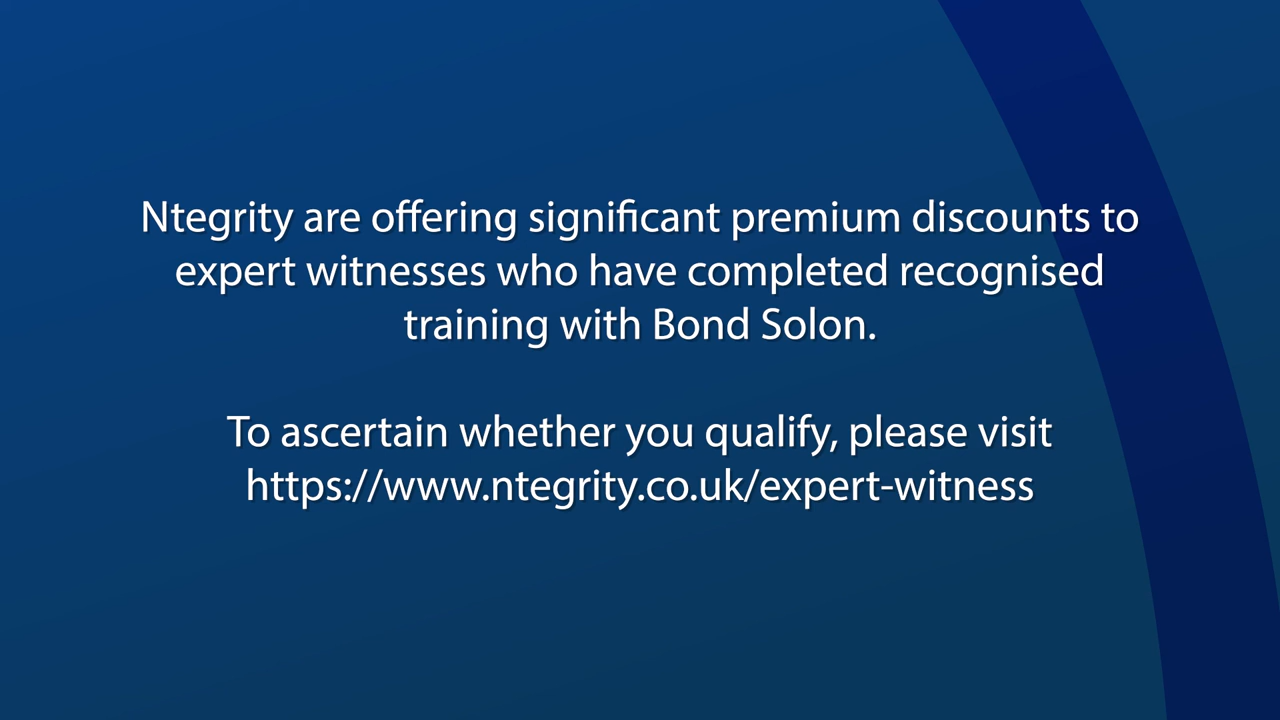 Ntegrity are offering significant premium discounts to
expert witnesses who have completed recognised
training with Bond Solon.
To ascertain whether you qualify, please visit
https://www.ntegrity.co.uk/expert-witness